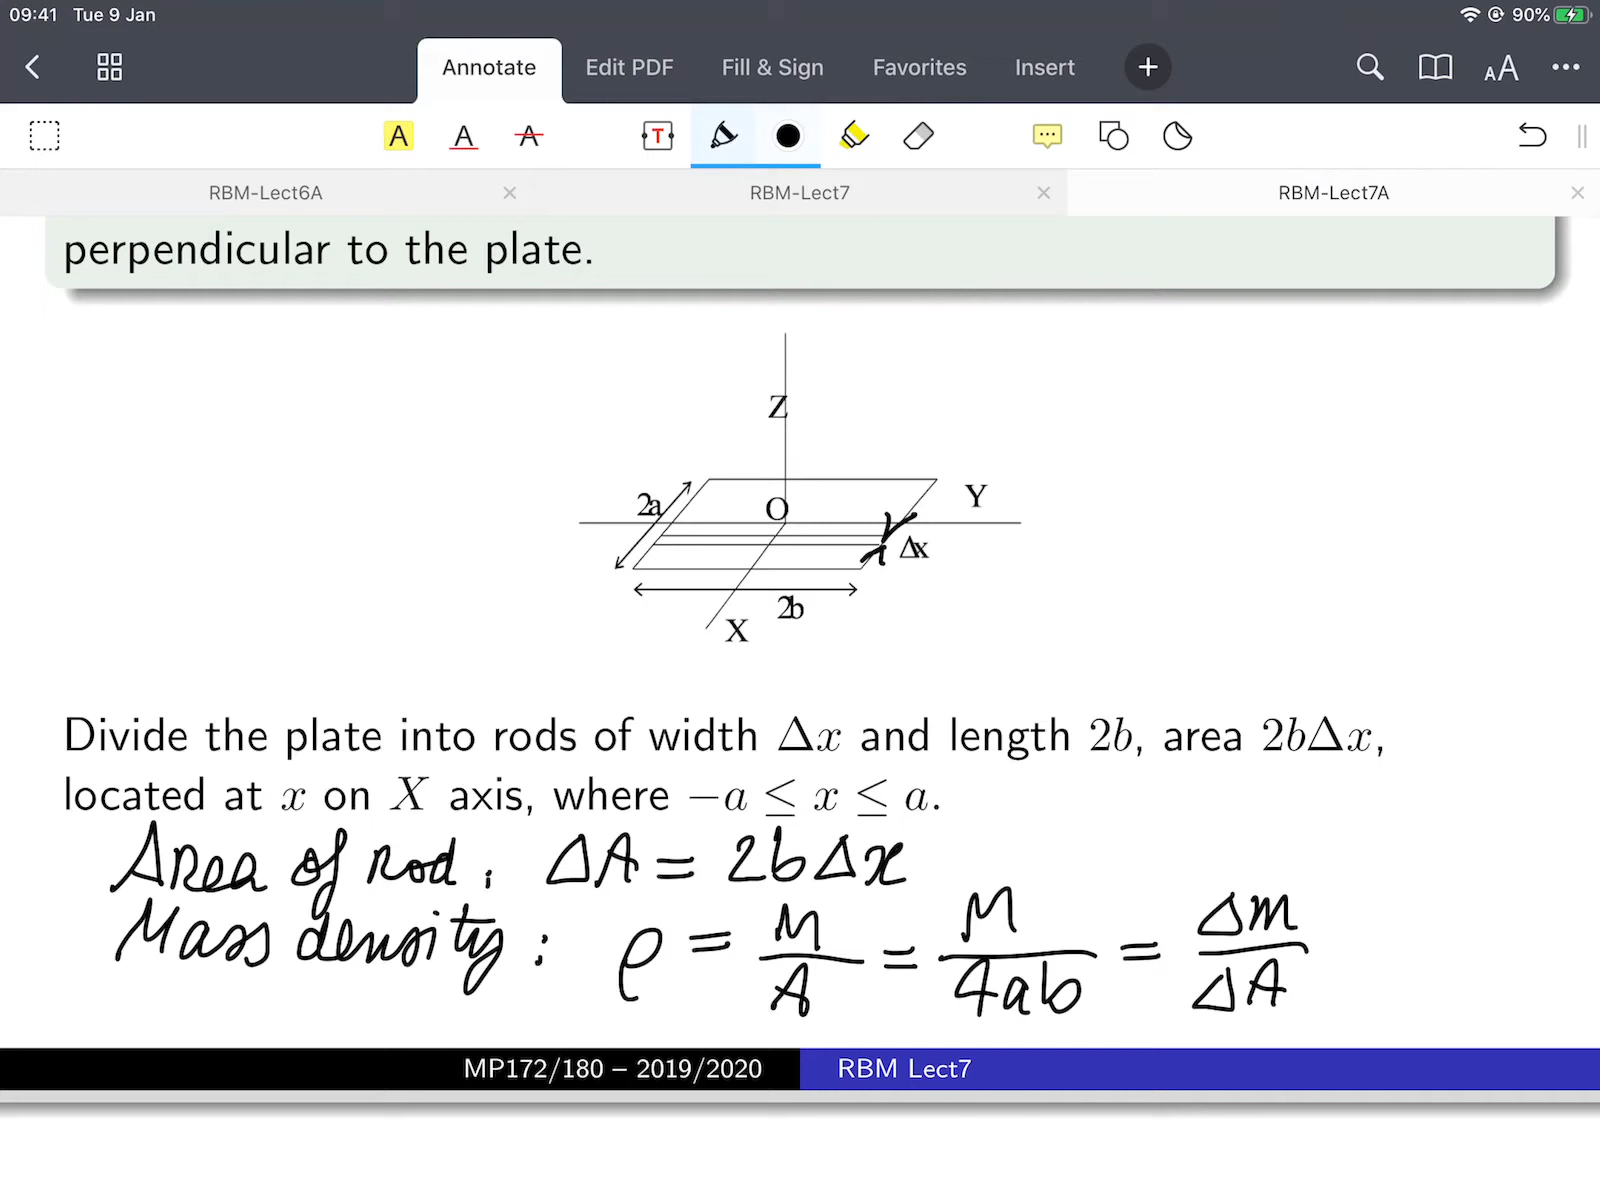 09:41 Tue 9 Jan 90%
Annotate Edit PDF Fill & Sign Favorites Insert + AA
A A A T
RBM-Lect6A × RBM-Lect7 × RBM-Lect7A ×
perpendicular to the plate.
Z
2a O Y
Δx
2b
X
Divide the plate into rods of width Δx and length 2b, area 2bΔx,
located at x on X axis, where −a ≤ x ≤ a.
Area of rod: ΔA = 2bΔx
Mass density: ρ = M/A = M/4ab = Δm/ΔA
MP172/180 – 2019/2020 RBM Lect7